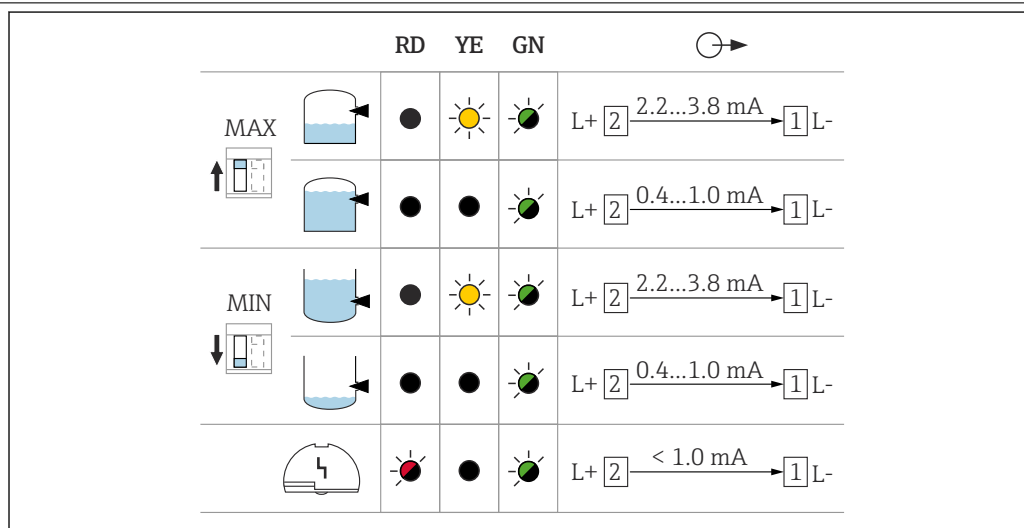 RD YE GN
MAX
L+ 2 2.2...3.8 mA 1 L-
L+ 2 0.4...1.0 mA 1 L-
MIN
L+ 2 2.2...3.8 mA 1 L-
L+ 2 0.4...1.0 mA 1 L-
L+ 2 < 1.0 mA 1 L-